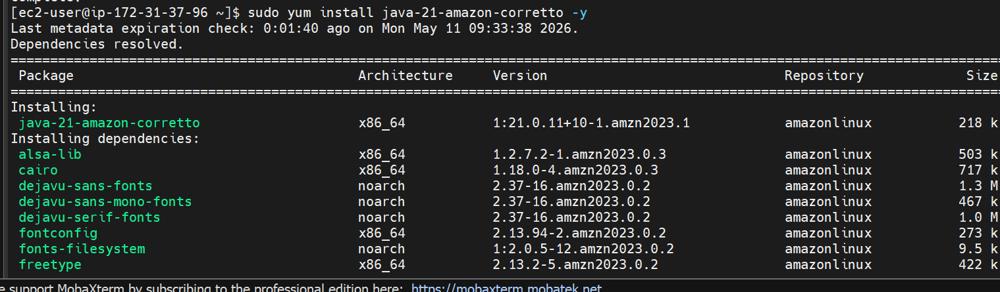 [ec2-user@ip-172-31-37-96 ~]$ sudo yum install java-21-amazon-corretto -y
Last metadata expiration check: 0:01:40 ago on Mon May 11 09:33:38 2026.
Dependencies resolved.
================================================================================
Package Architecture Version Repository Size
================================================================================
Installing:
java-21-amazon-corretto x86_64 1:21.0.11+10-1.amzn2023.1 amazonlinux 218 k
Installing dependencies:
alsa-lib x86_64 1.2.7.2-1.amzn2023.0.3 amazonlinux 503 k
cairo x86_64 1.18.0-4.amzn2023.0.3 amazonlinux 717 k
dejavu-sans-fonts noarch 2.37-16.amzn2023.0.2 amazonlinux 1.3 M
dejavu-sans-mono-fonts noarch 2.37-16.amzn2023.0.2 amazonlinux 467 k
dejavu-serif-fonts noarch 2.37-16.amzn2023.0.2 amazonlinux 1.0 M
fontconfig x86_64 2.13.94-2.amzn2023.0.2 amazonlinux 273 k
fonts-filesystem noarch 1:2.0.5-12.amzn2023.0.2 amazonlinux 9.5 k
freetype x86_64 2.13.2-5.amzn2023.0.2 amazonlinux 422 k
support MobaXterm by subscribing to the professional edition here: https://mobaxterm.mobatek.net